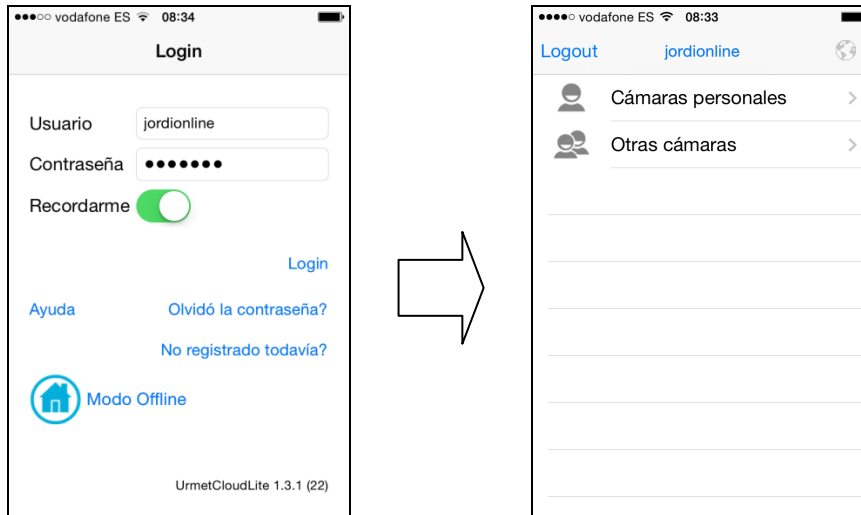 vodafone ES 08:34
Login
Usuario jordionline
Contraseña •••••••
Recordarme
Login
Ayuda Olvidó la contraseña?
No registrado todavía?
Modo Offline
UrmetCloudLite 1.3.1 (22)
vodafone ES 08:33
Logout jordionline
Cámaras personales
Otras cámaras